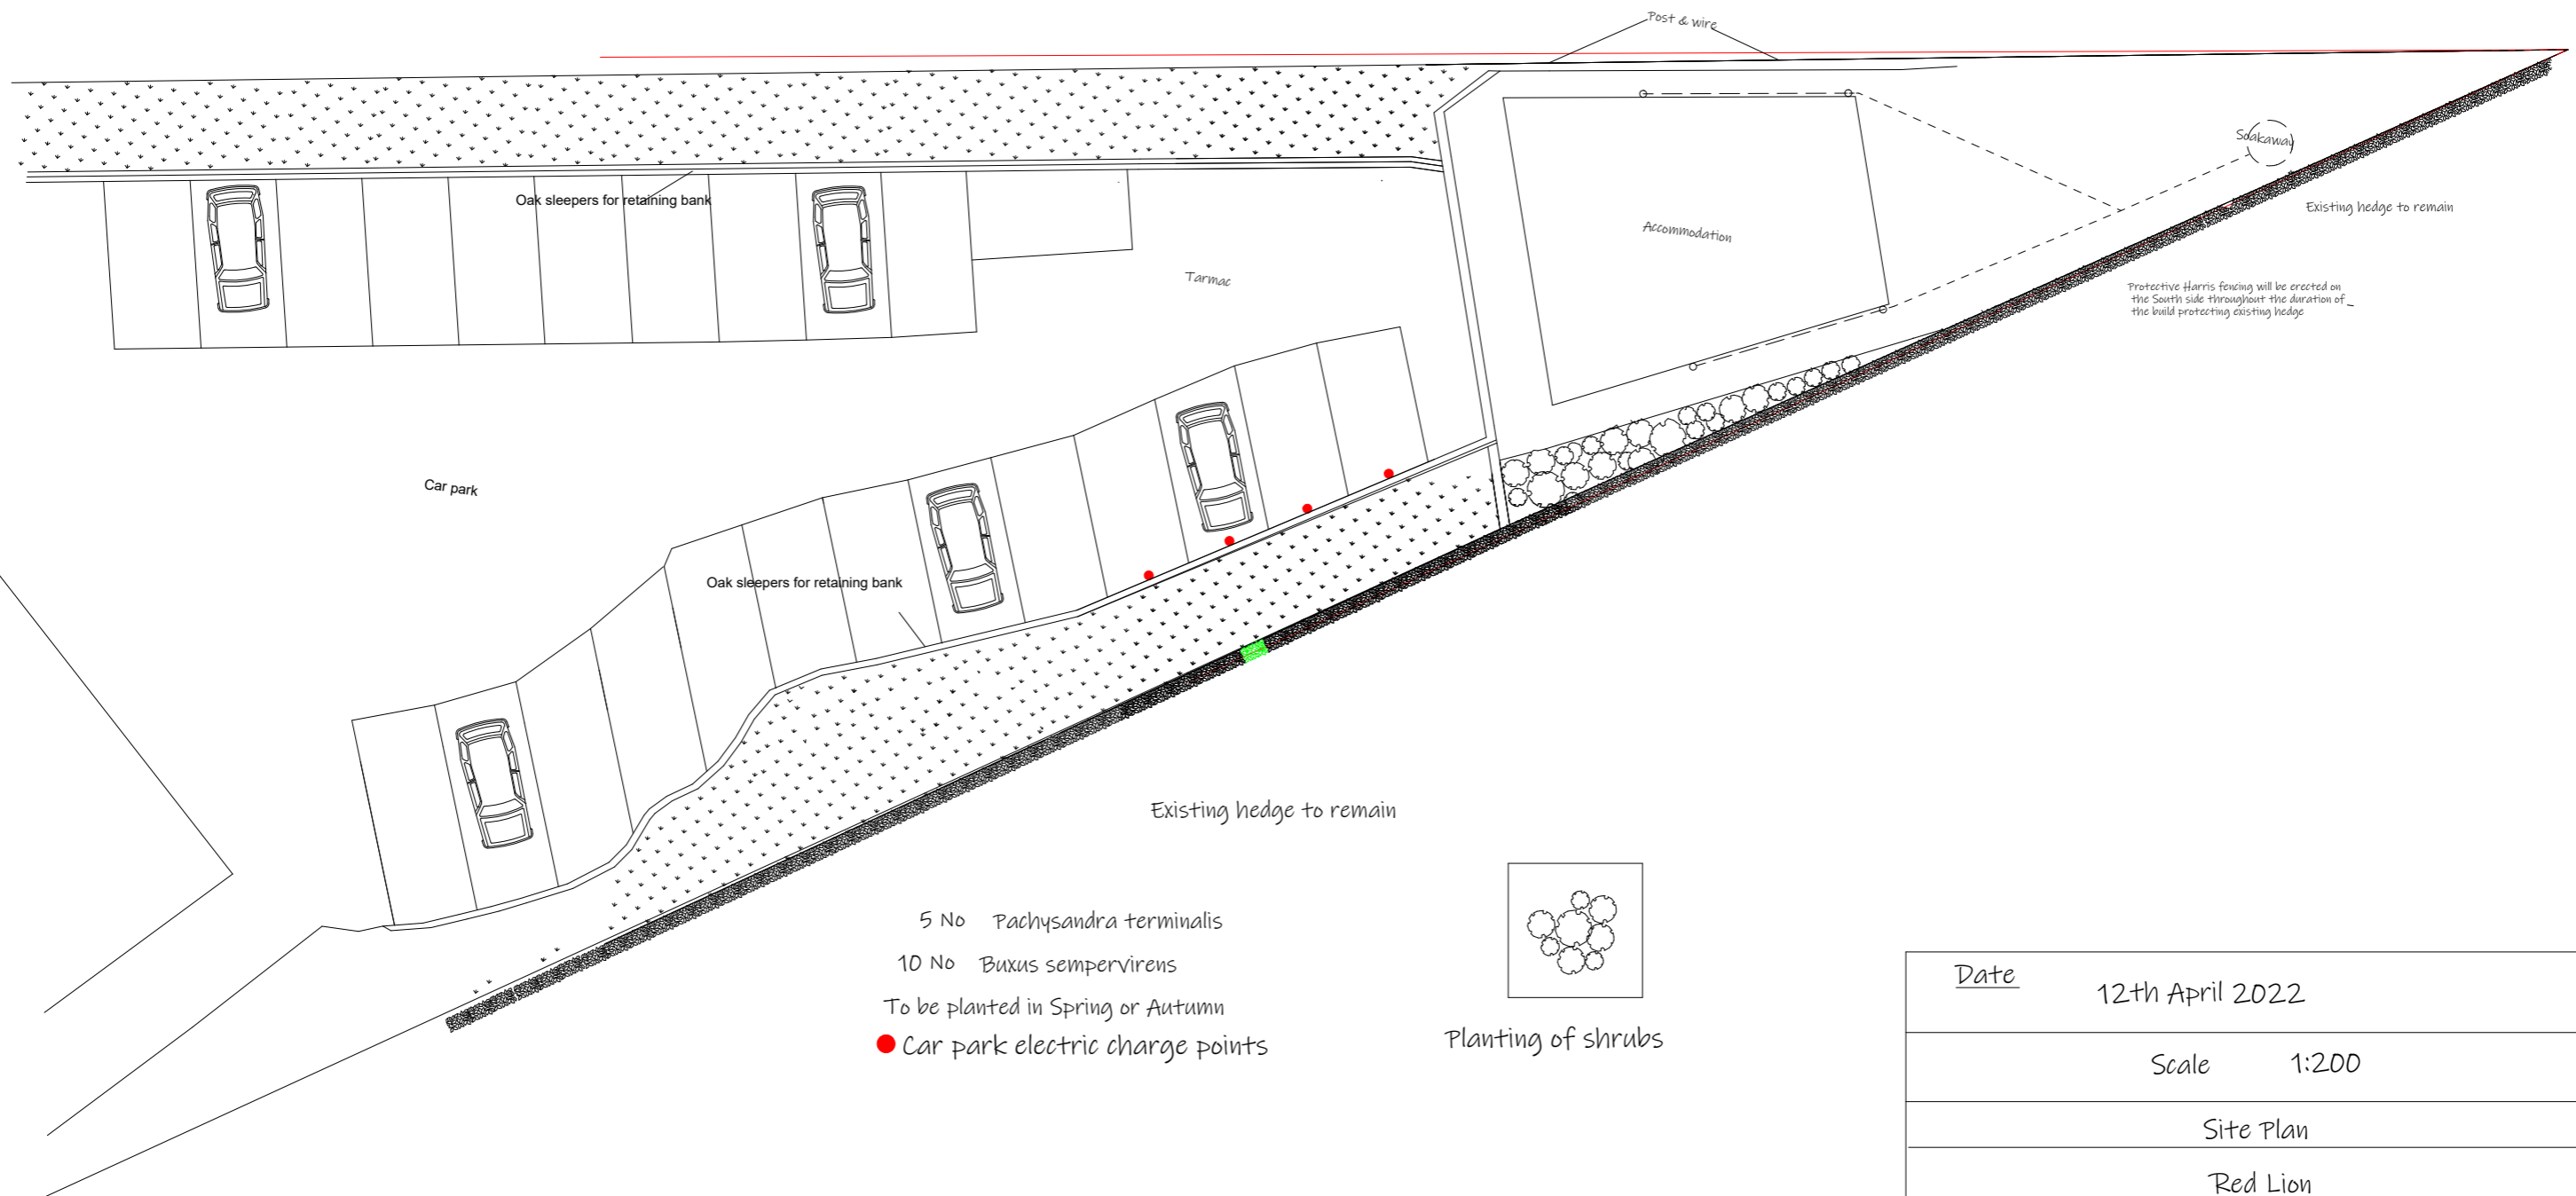 Post & wire
Soakaway
Oak sleepers for retaining bank
Existing hedge to remain
Accommodation
Tarmac
Protective Harris fencing will be erected on
the South side throughout the duration of
the build protecting existing hedge
Car park
Oak sleepers for retaining bank
Existing hedge to remain
5 No Pachysandra terminalis
10 No Buxus sempervirens
To be planted in Spring or Autumn
Car park electric charge points
Planting of shrubs
Date 12th April 2022
Scale 1:200
Site Plan
Red Lion